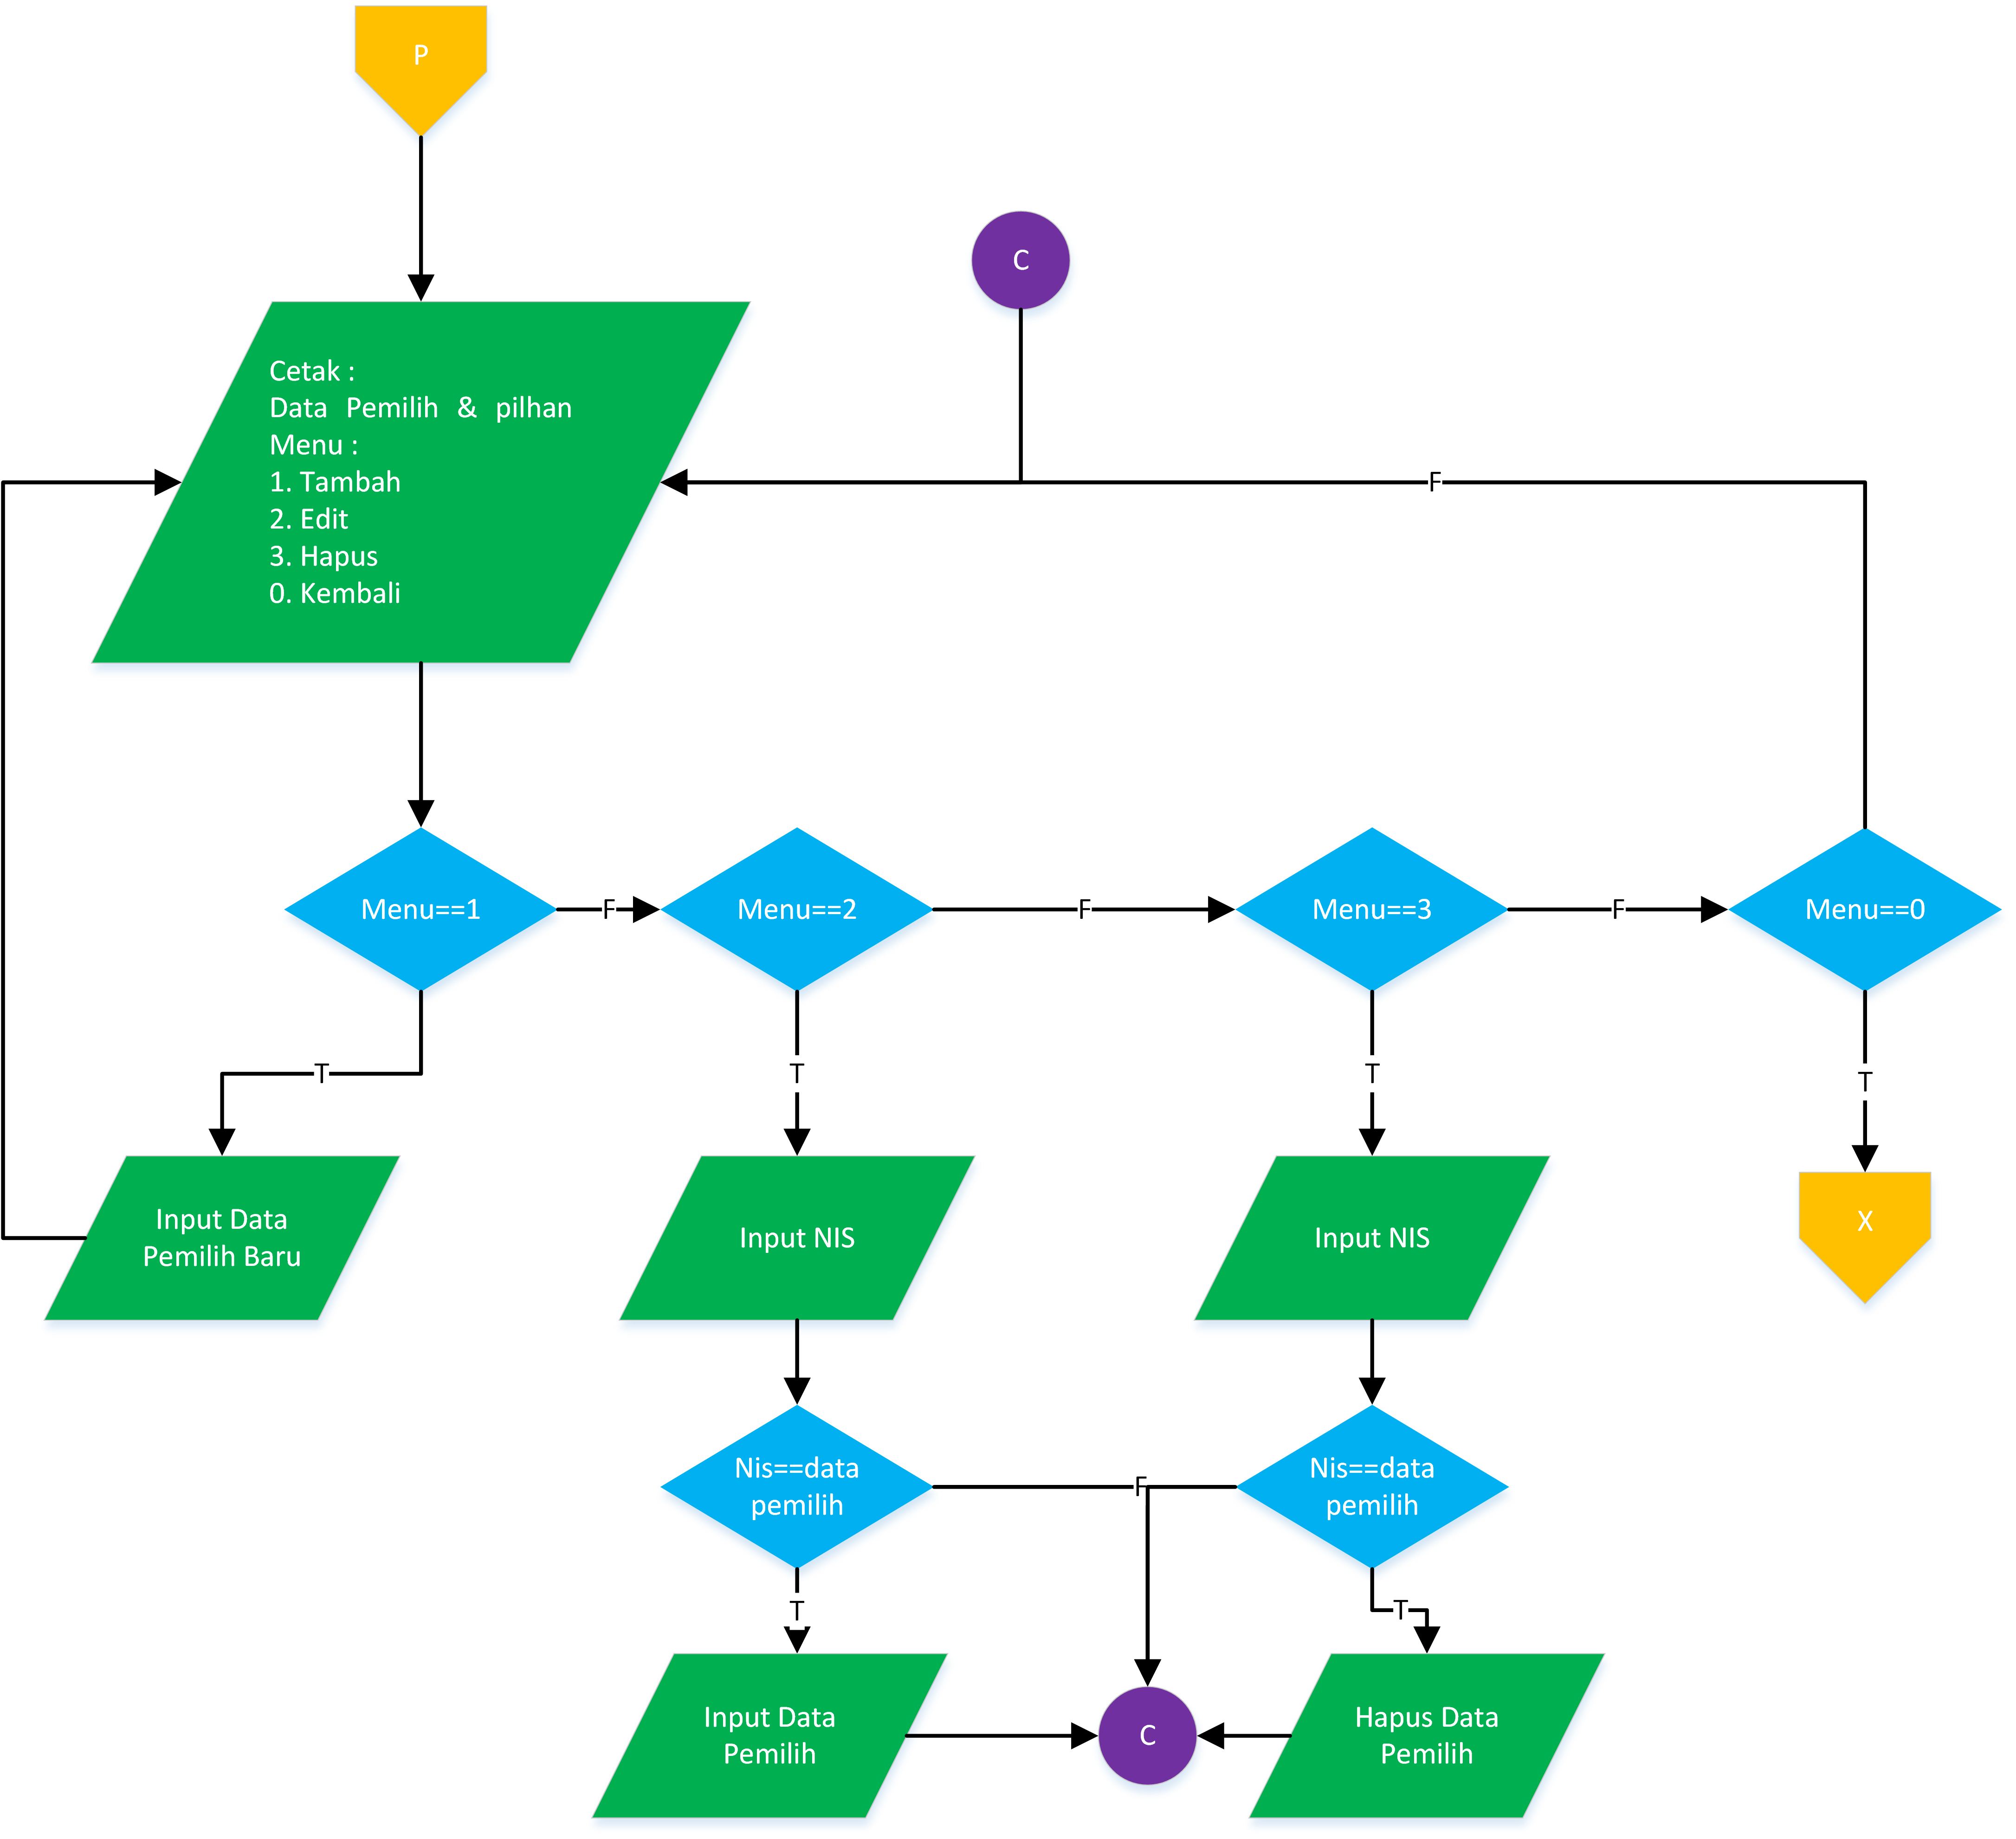 P
C
Cetak :
Data Pemilih & pilhan
Menu :
1. Tambah
2. Edit
3. Hapus
0. Kembali
F
Menu==1
F
Menu==2
F
Menu==3
F
Menu==0
T
T
T
T
Input Data
Pemilih Baru
Input NIS
Input NIS
X
Nis==data
pemilih
F
Nis==data
pemilih
T
T
Input Data
Pemilih
C
Hapus Data
Pemilih